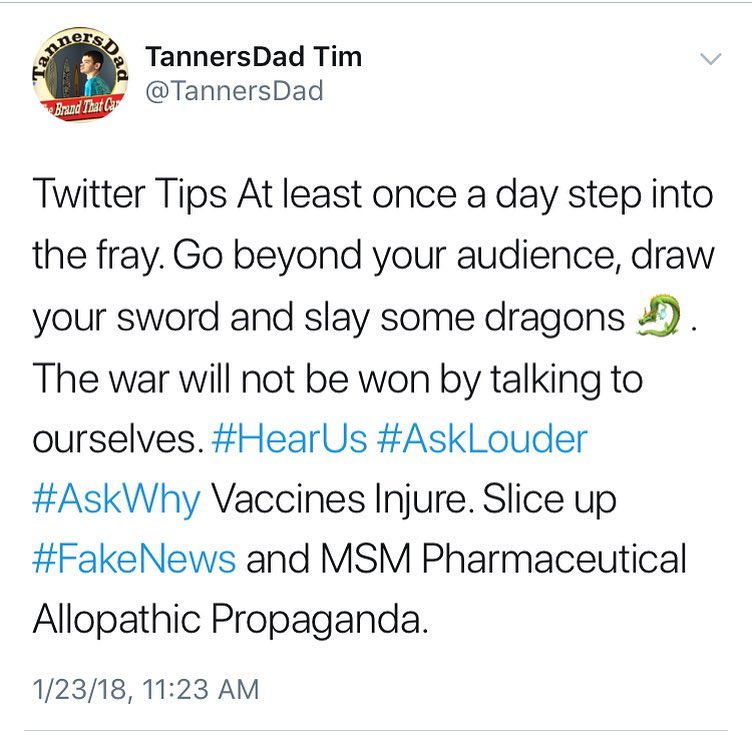 TannersDad
Brand That Ca
TannersDad Tim
@TannersDad
Twitter Tips At least once a day step into
the fray. Go beyond your audience, draw
your sword and slay some dragons 🐉.
The war will not be won by talking to
ourselves. #HearUs #AskLouder
#AskWhy Vaccines Injure. Slice up
#FakeNews and MSM Pharmaceutical
Allopathic Propaganda.
1/23/18, 11:23 AM